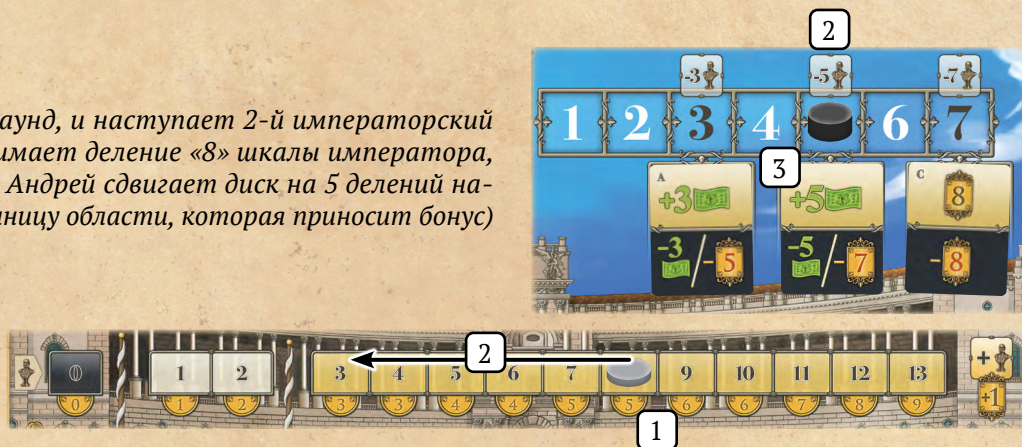 аунд, и наступает 2-й императорский
имает деление «8» шкалы императора,
Андрей сдвигает диск на 5 делений на-
ницу области, которая приносит бонус)
2
-3 -5 -7
1 2 3 4 6 7
3
A C
+3 +5 8
-3/-5 -5/-7 -8
2
0 1 2 3 4 5 6 7 9 10 11 12 13 +
0 1 2 3 3 4 4 5 5 6 6 7 8 9 +1
1